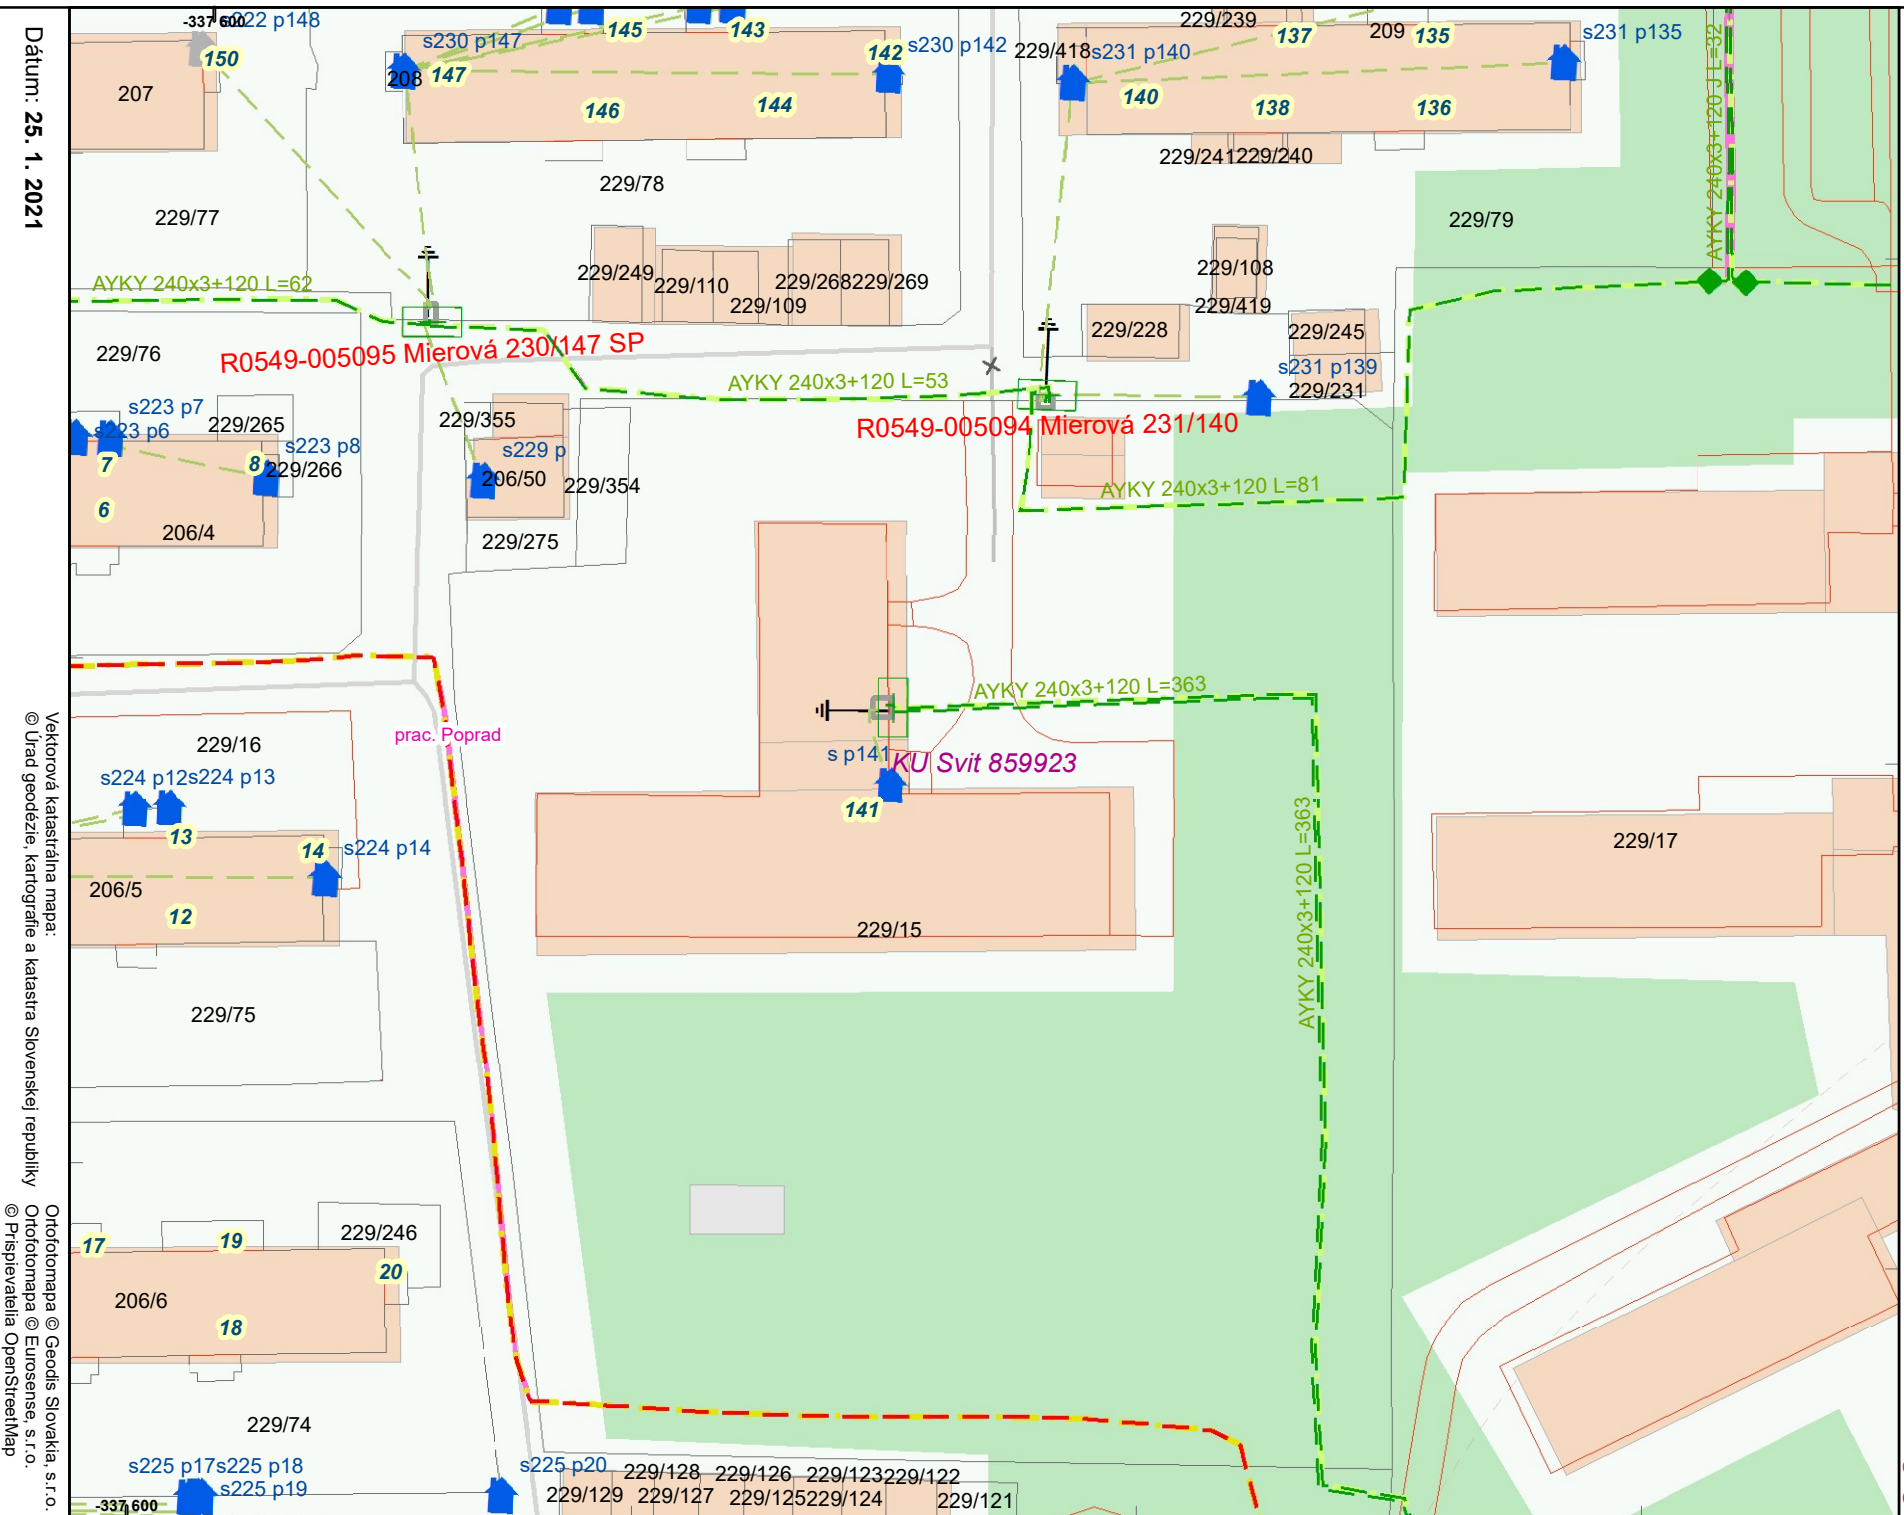 Dátum: 25. 1. 2021
Vektorová katastrálna mapa:
© Úrad geodézie, kartografie a katastra Slovenskej republiky
Ortofotomapa © Geodis Slovakia, s.r.o.
Ortofotomapa © Eurosense, s.r.o.
© Prispievatelia OpenStreetMap
-337 600
222 p148
150
207
s230 p147
208
147
145
143
142
s230 p142
146
144
229/239
137
209
135
s231 p135
229/418
s231 p140
140
138
136
229/241
229/240
AYKY 240x3+120 J L=32
229/78
229/77
229/79
AYKY 240x3+120 L=62
229/249
229/110
229/109
229/268
229/269
229/108
229/419
229/228
229/245
229/76
R0549-005095 Mierová 230/147 SP
AYKY 240x3+120 L=53
s231 p139
229/231
s223 p7
s223 p6
229/265
229/355
R0549-005094 Mierová 231/140
s223 p8
s229 p
7
8
229/266
206/50
229/354
AYKY 240x3+120 L=81
6
206/4
229/275
AYKY 240x3+120 L=363
229/16
prac. Poprad
s p141
KU Svit 859923
s224 p12
s224 p13
141
13
14
s224 p14
229/17
206/5
12
229/15
AYKY 240x3+120 L=363
229/75
17
19
229/246
20
206/6
18
229/74
s225 p17
s225 p18
s225 p19
s225 p20
-337 600
229/128
229/126
229/123
229/122
229/129
229/127
229/125
229/124
229/121